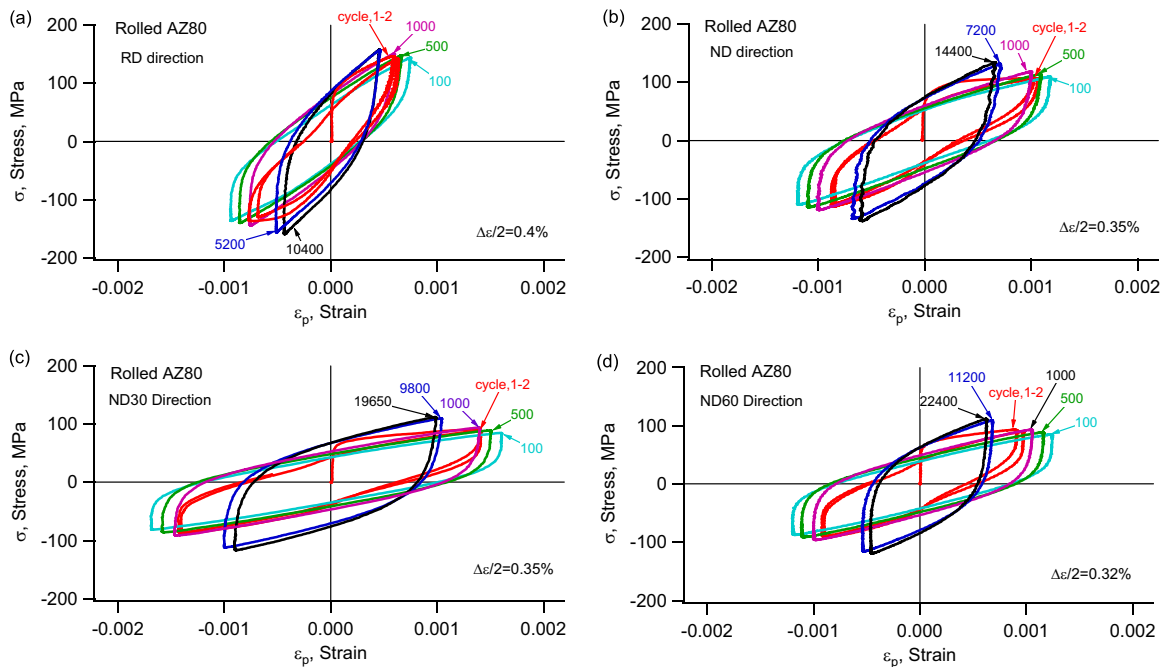 (a)
Rolled AZ80
RD direction
cycle,1-2
1000
500
100
5200
10400
Δε/2=0.4%
200
100
0
-100
-200
σ, Stress, MPa
-0.002
-0.001
0.000
0.001
0.002
εp, Strain
(b)
Rolled AZ80
ND direction
7200
14400
1000
cycle,1-2
100
Δε/2=0.35%
200
100
0
-100
-200
σ, Stress, MPa
-0.002
-0.001
0.000
0.001
0.002
εp, Strain
(c)
Rolled AZ80
ND30 Direction
9800
19650
1000
cycle,1-2
500
100
Δε/2=0.35%
200
100
0
-100
-200
σ, Stress, MPa
-0.002
-0.001
0.000
0.001
0.002
εp, Strain
(d)
Rolled AZ80
ND60 Direction
11200
22400
cycle,1-2
1000
500
100
Δε/2=0.32%
200
100
0
-100
-200
σ, Stress, MPa
-0.002
-0.001
0.000
0.001
0.002
εp, Strain